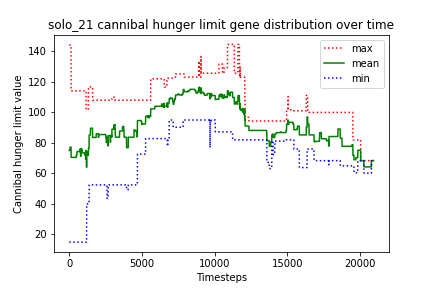 solo_21 cannibal hunger limit gene distribution over time
Cannibal hunger limit value
140
120
100
80
60
40
20
max
mean
min
0
5000
10000
15000
20000
Timesteps